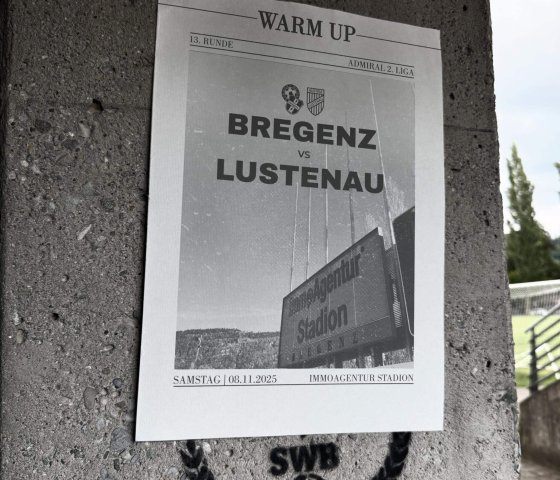 WARM UP
13. RUNDE
ADMIRAL 2. LIGA
BREGENZ
VS
LUSTENAU
ImmoAgentur
Stadion
BREGENZ
SAMSTAG | 08.11.2025
IMMOAGENTUR STADION
SWB